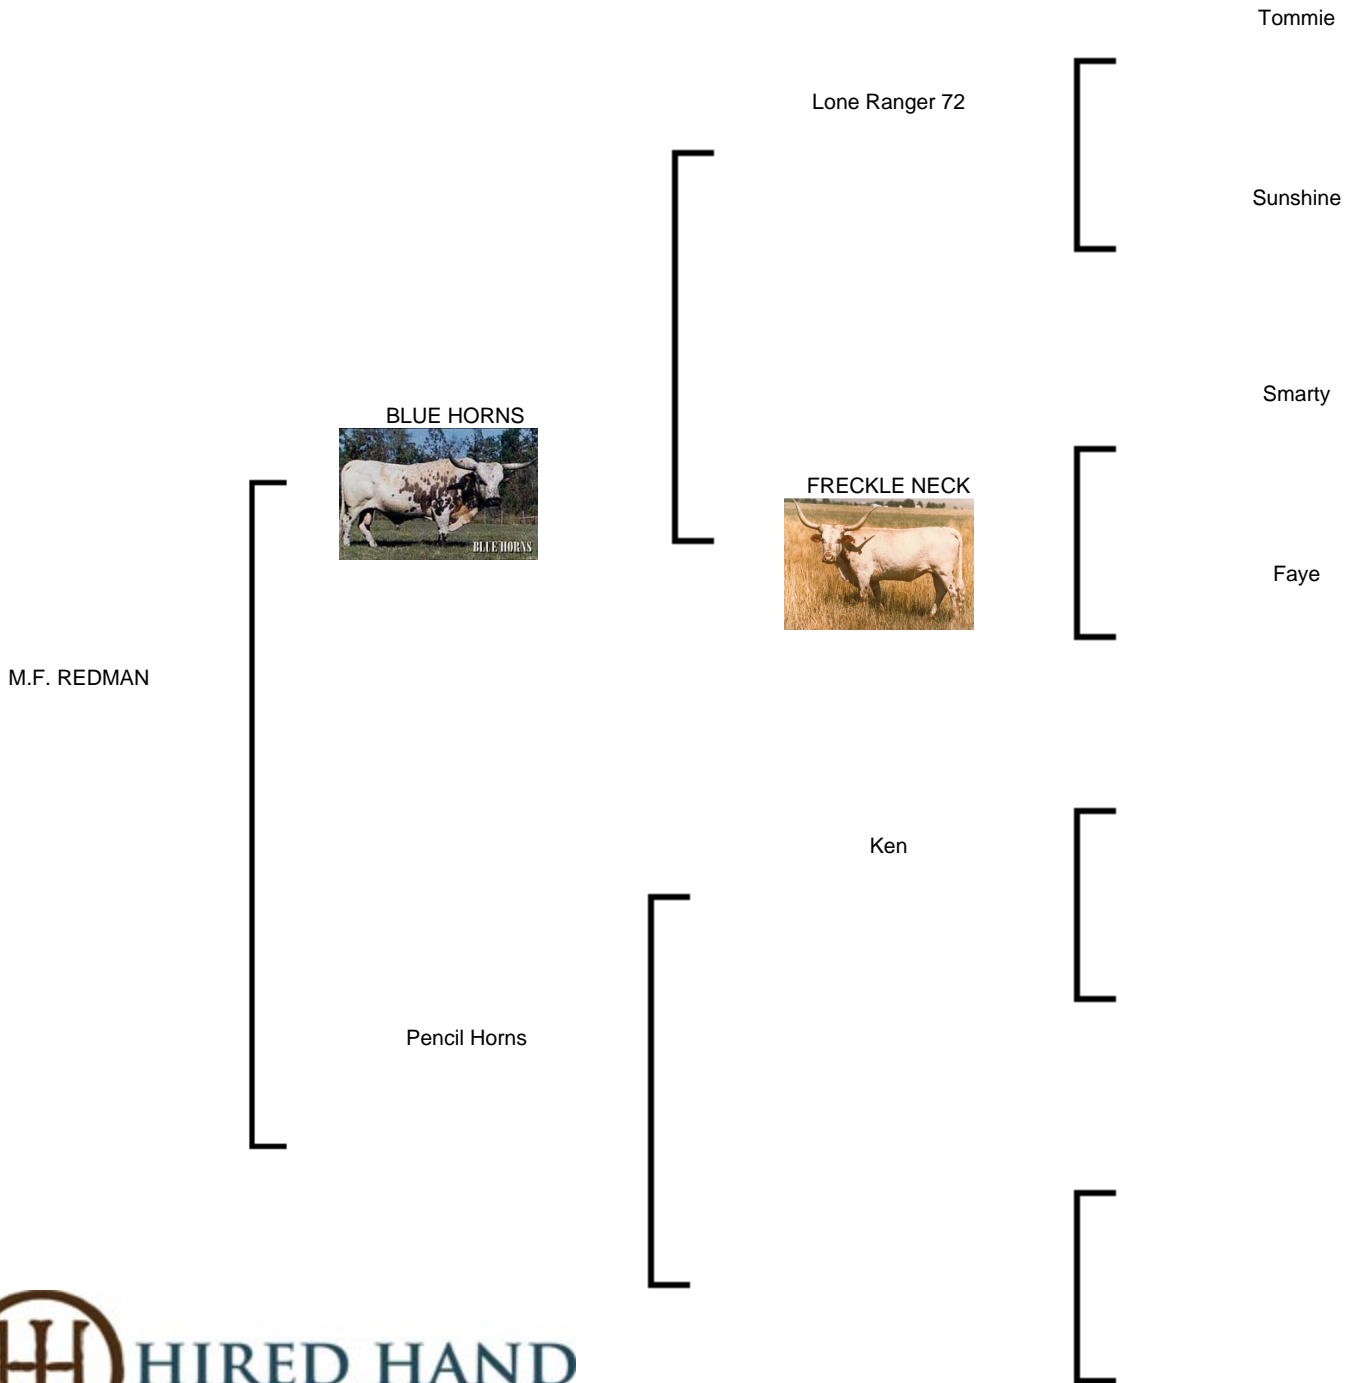 Tommie
Lone Ranger 72
Sunshine
Smarty
BLUE HORNS
BLUE HORNS
FRECKLE NECK
Faye
M.F. REDMAN
Ken
Pencil Horns
HIRED HAND